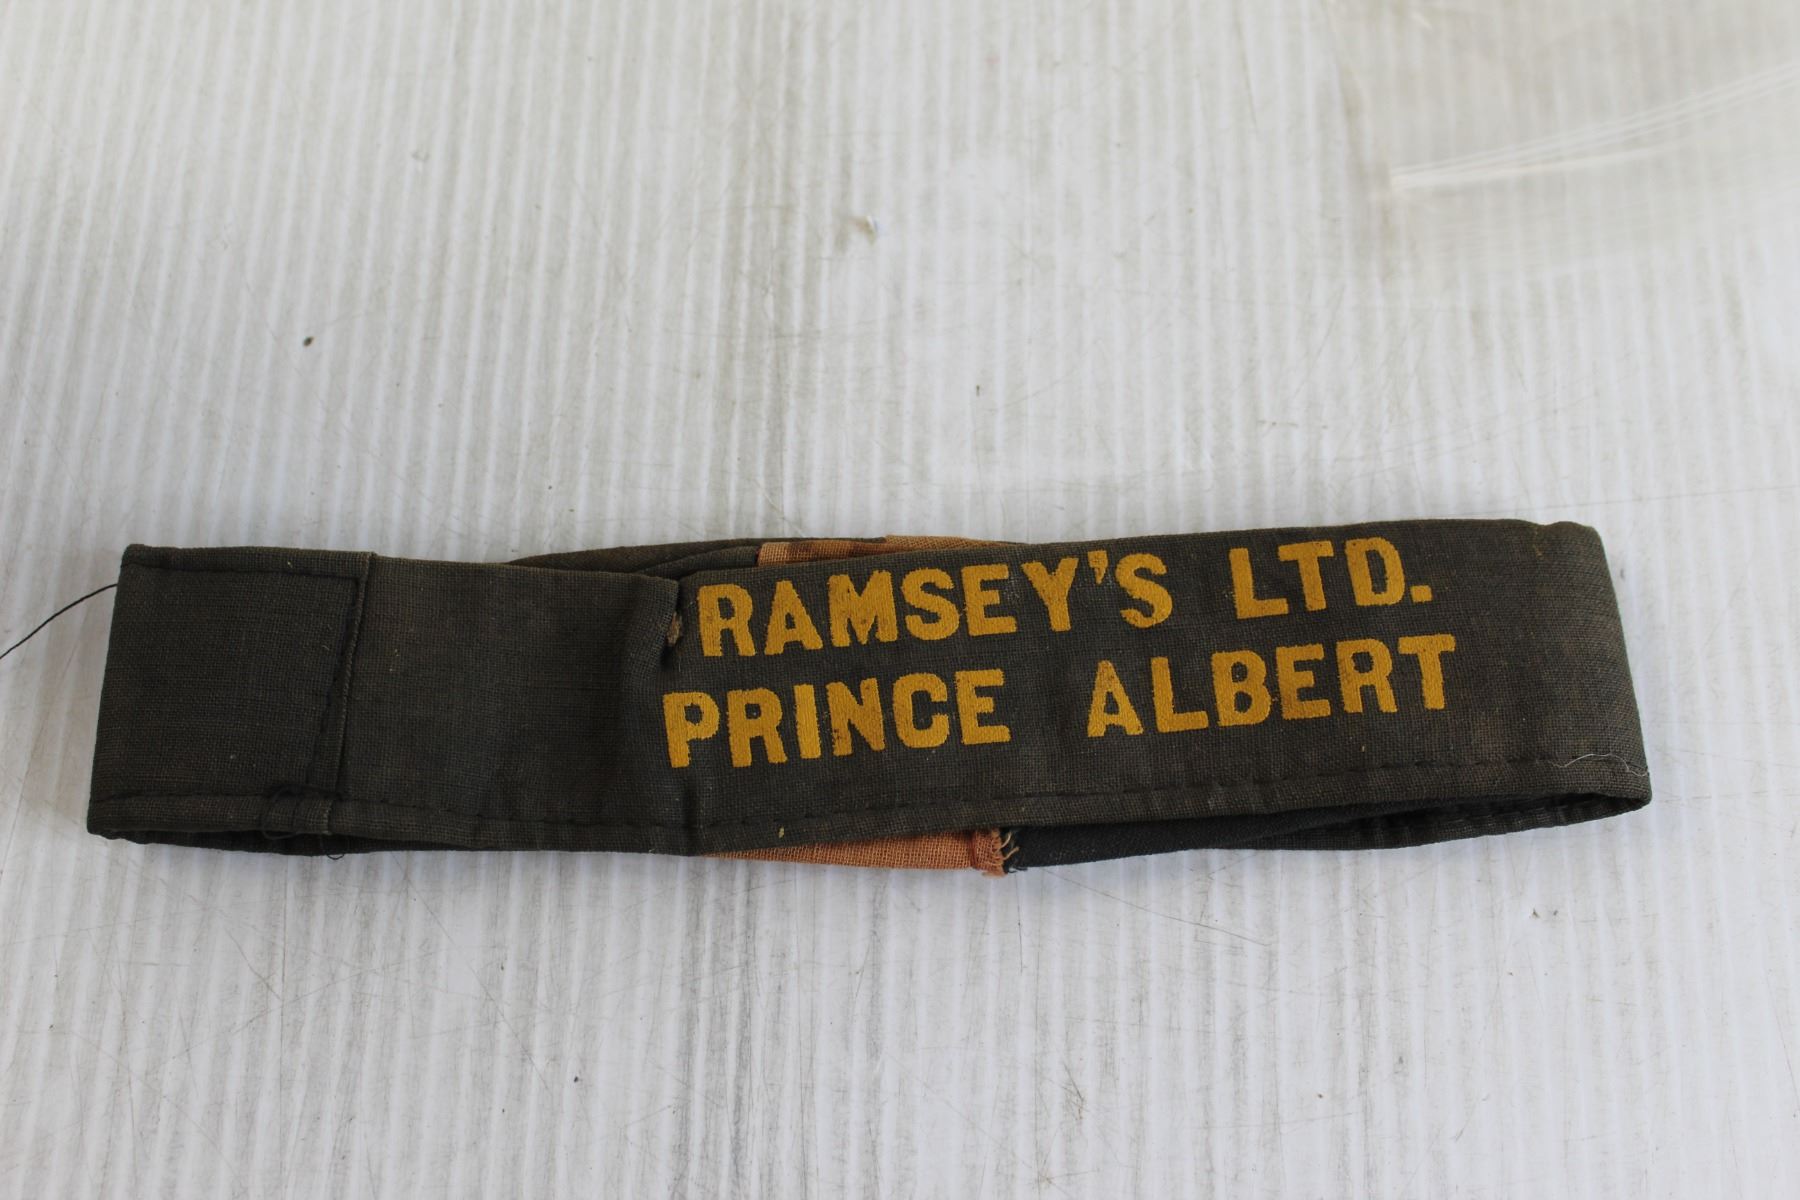 RAMSEY'S LTD.
PRINCE ALBERT